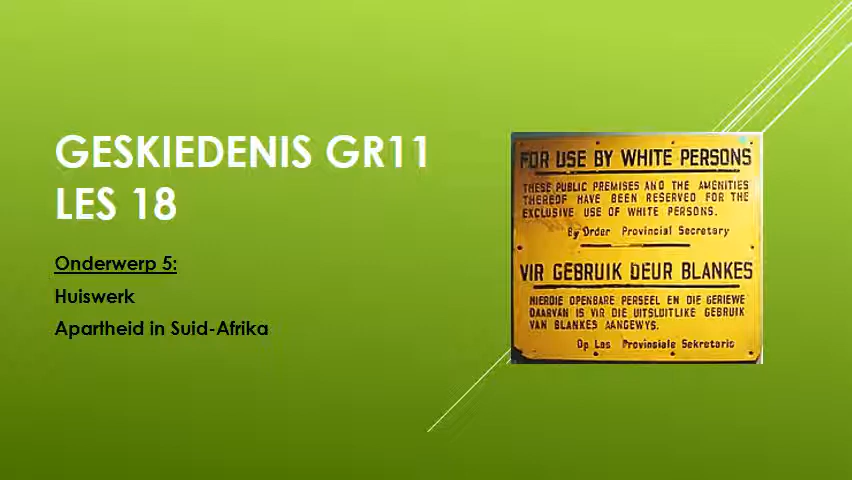 GESKIEDENIS GR11
LES 18
Onderwerp 5:
Huiswerk
Apartheid in Suid-Afrika
FOR USE BY WHITE PERSONS
THESE PUBLIC PREMISES AND THE AMENITIES
THEREOF HAVE BEEN RESERVED FOR THE
EXCLUSIVE USE OF WHITE PERSONS.
By Order Provincial Secretary
VIR GEBRUIK DEUR BLANKES
HIERDIE OPENBARE PERSEEL EN DIE GERIEWE
DAARVAN IS VIR DIE UITSLUITLIKE GEBRUIK
VAN BLANKES AANGEWYS.
Op Las Provinsiale Sekretaris